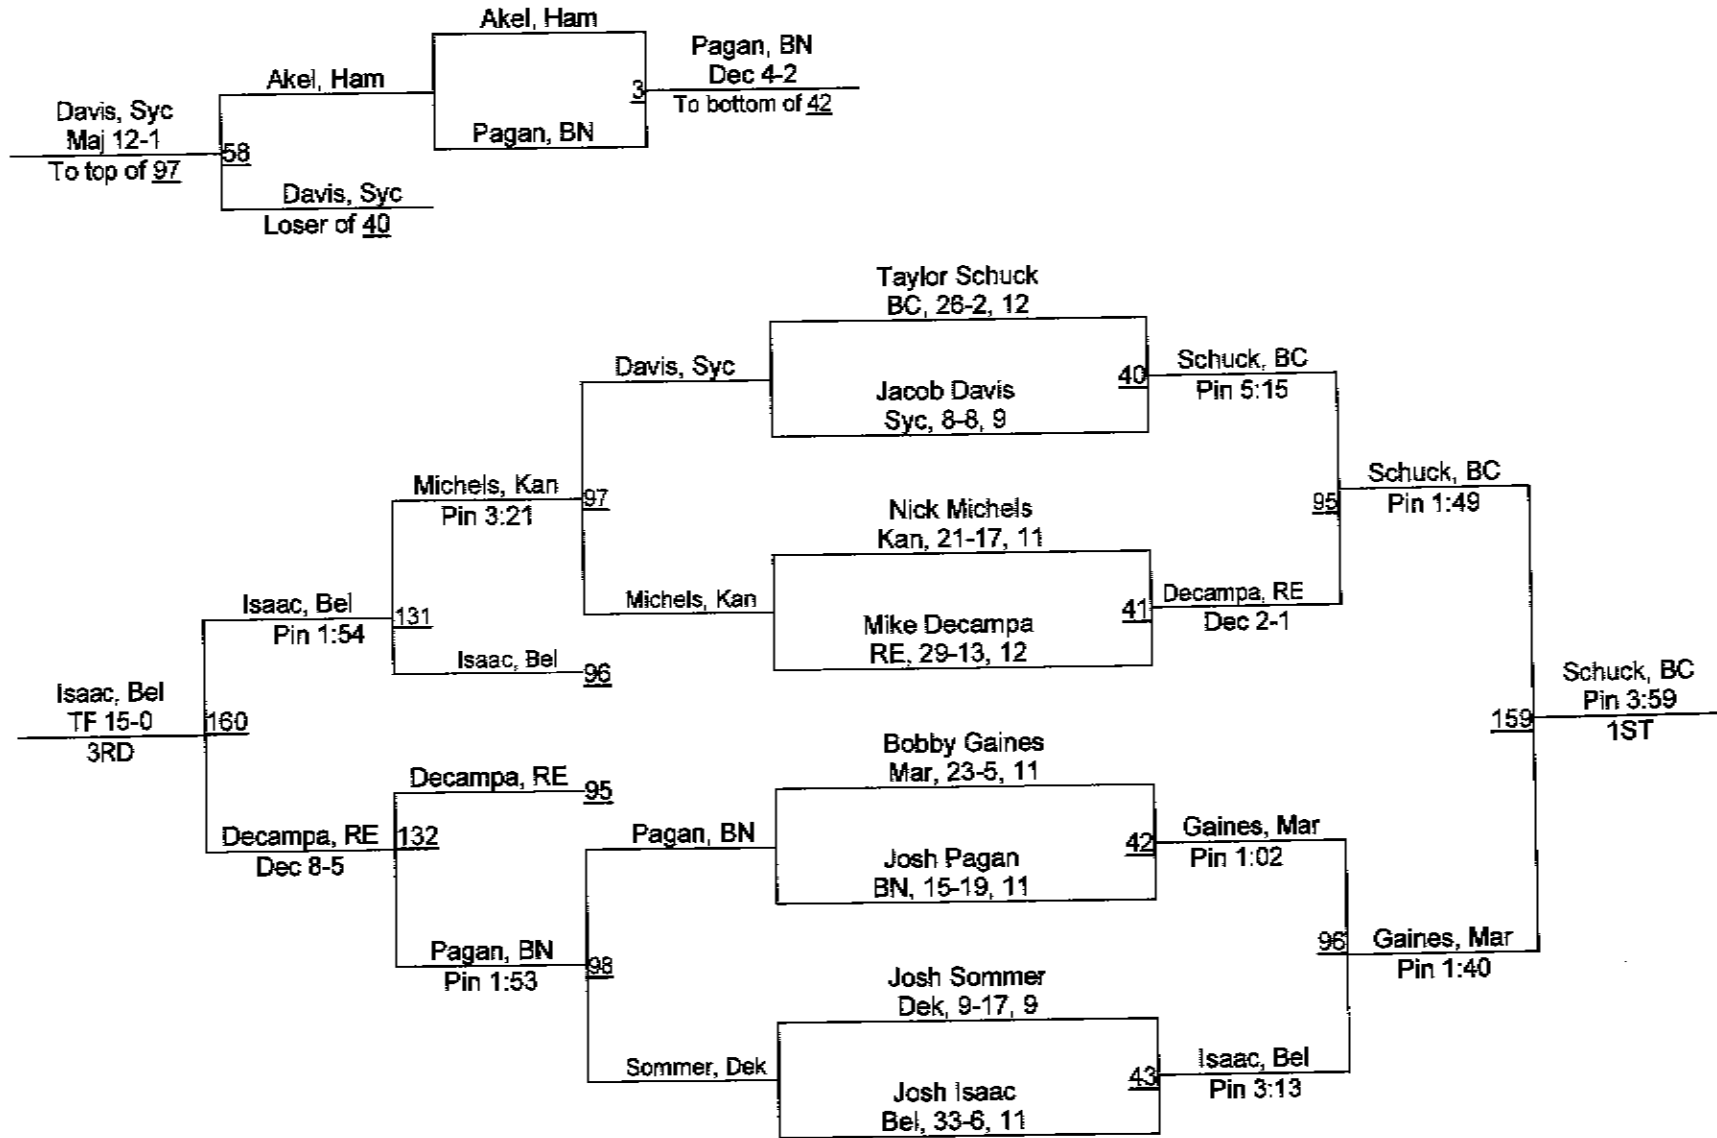 Akel, Ham
Akel, Ham
Pagan, BN
3
Pagan, BN
Dec 4-2
To bottom of 42
Davis, Syc
Maj 12-1
To top of 97
58
Davis, Syc
Loser of 40
Taylor Schuck
BC, 26-2, 12
Davis, Syc
Jacob Davis
Syc, 8-8, 9
40
Schuck, BC
Pin 5:15
Michels, Kan
Pin 3:21
97
Nick Michels
Kan, 21-17, 11
95
Schuck, BC
Pin 1:49
Michels, Kan
Mike Decampa
RE, 29-13, 12
41
Decampa, RE
Dec 2-1
Isaac, Bel
Pin 1:54
131
Isaac, Bel
96
Isaac, Bel
TF 15-0
3RD
160
159
Schuck, BC
Pin 3:59
1ST
Decampa, RE
95
Bobby Gaines
Mar, 23-5, 11
Decampa, RE
Dec 8-5
132
Pagan, BN
Josh Pagan
BN, 15-19, 11
42
Gaines, Mar
Pin 1:02
Pagan, BN
Pin 1:53
98
96
Gaines, Mar
Pin 1:40
Josh Sommer
Dek, 9-17, 9
Sommer, Dek
Josh Isaac
Bel, 33-6, 11
43
Isaac, Bel
Pin 3:13